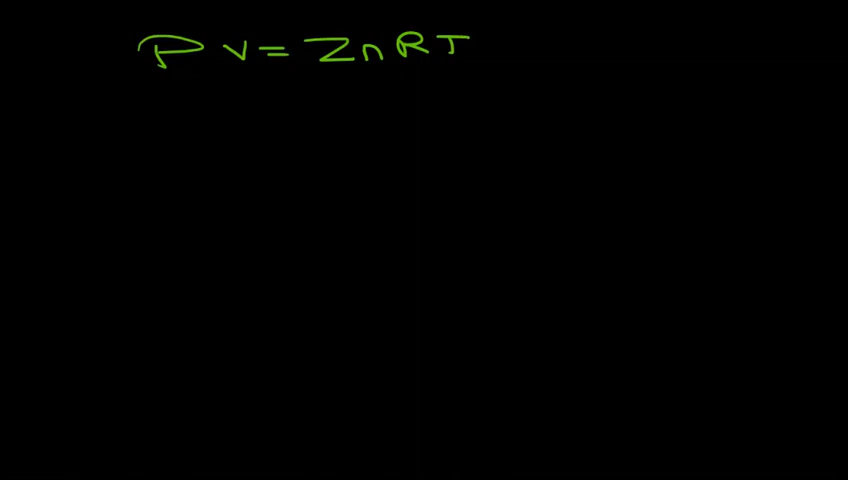 PV = ZnRT